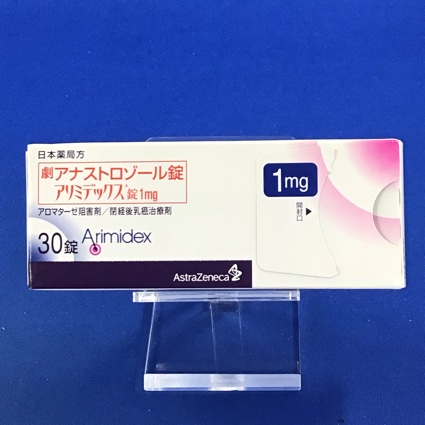 日本薬局方
劇 アナストロゾール錠
アリミデックス®錠1mg
アロマターゼ阻害剤/閉経後乳癌治療剤
30錠 Arimidex
AstraZeneca
1mg
開封口